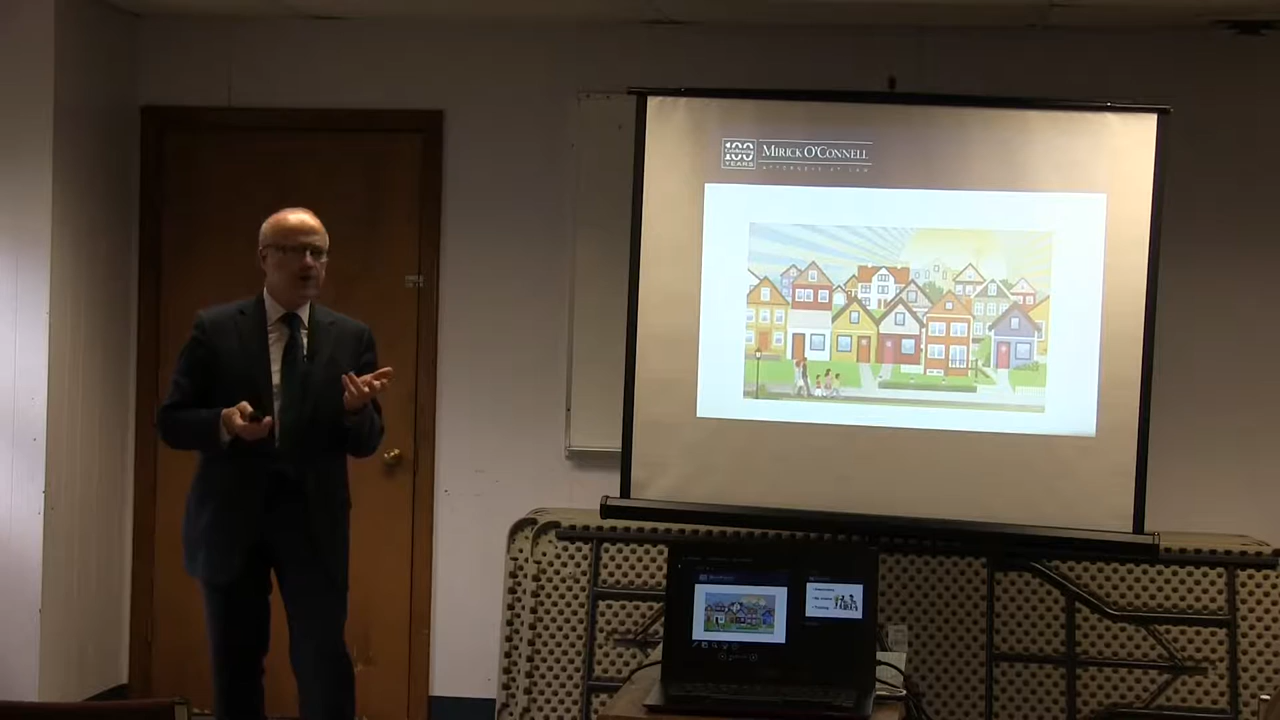 Celebrating
100
YEARS
MIRICK O'CONNELL
ATTORNEYS AT LAW